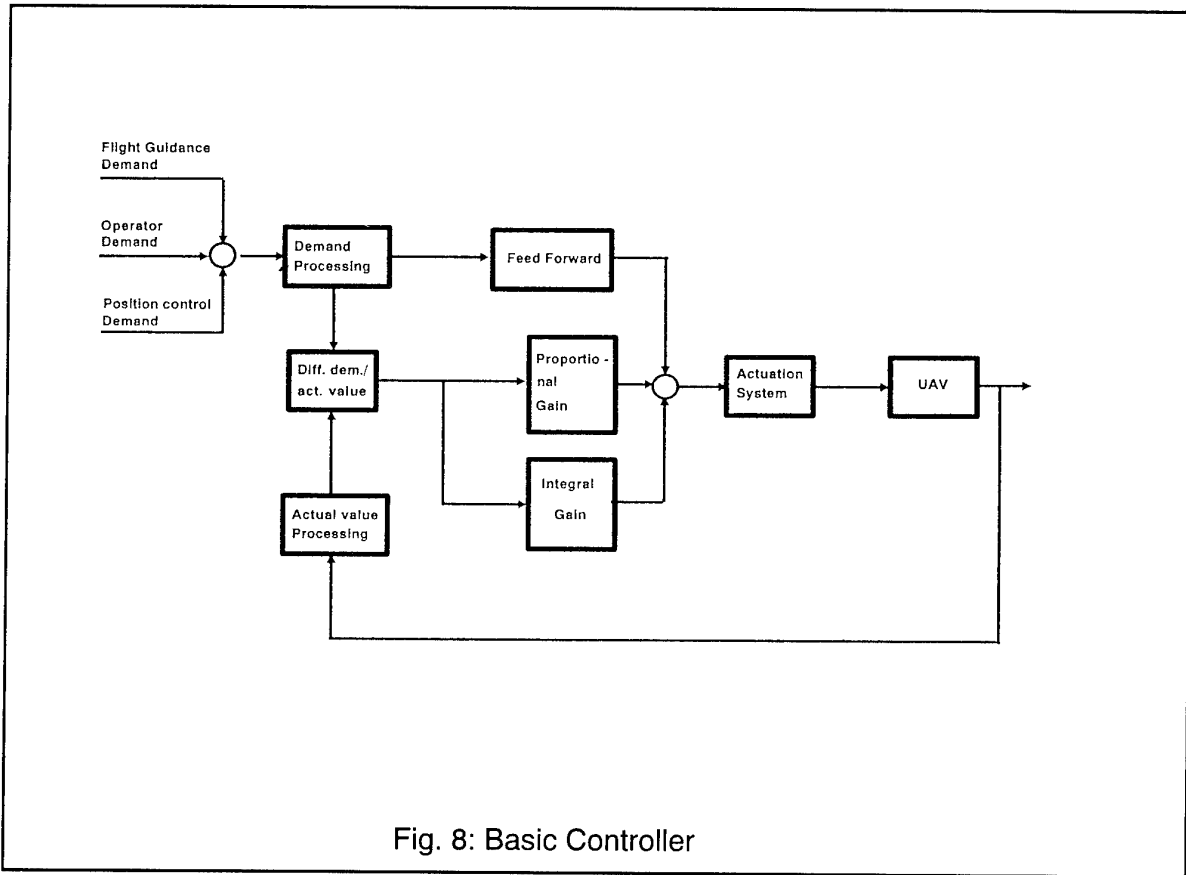 Flight Guidance
Demand
Operator
Demand
Position control
Demand
Demand
Processing
Feed Forward
Diff. dem./
act. value
Proportio -
nal
Gain
Actuation
System
UAV
Integral
Gain
Actual value
Processing
Fig. 8: Basic Controller